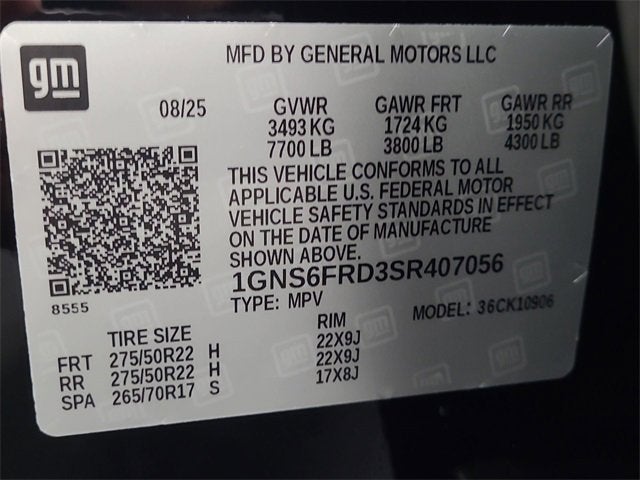 gm
MFD BY GENERAL MOTORS LLC
08/25 GVWR GAWR FRT GAWR RR
3493 KG 1724 KG 1950 KG
7700 LB 3800 LB 4300 LB
THIS VEHICLE CONFORMS TO ALL
APPLICABLE U.S. FEDERAL MOTOR
VEHICLE SAFETY STANDARDS IN EFFECT
ON THE DATE OF MANUFACTURE
SHOWN ABOVE.
1GNS6FRD3SR407056
8555
TYPE: MPV MODEL: 36CK10906
TIRE SIZE RIM
FRT 275/50R22 H 22X9J
RR 275/50R22 H 22X9J
SPA 265/70R17 S 17X8J